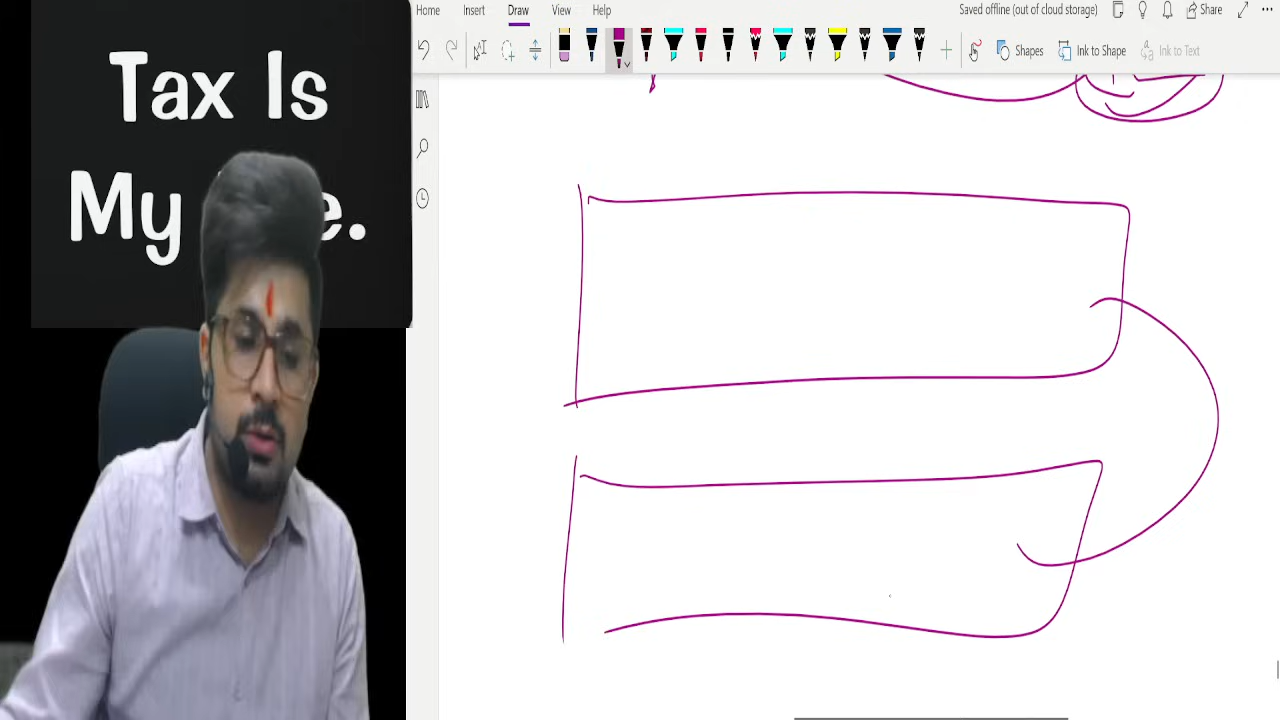 Tax Is
My e.
Home Insert Draw View Help
Saved offline (out of cloud storage)
Share
Shapes
Ink to Shape
Ink to Text